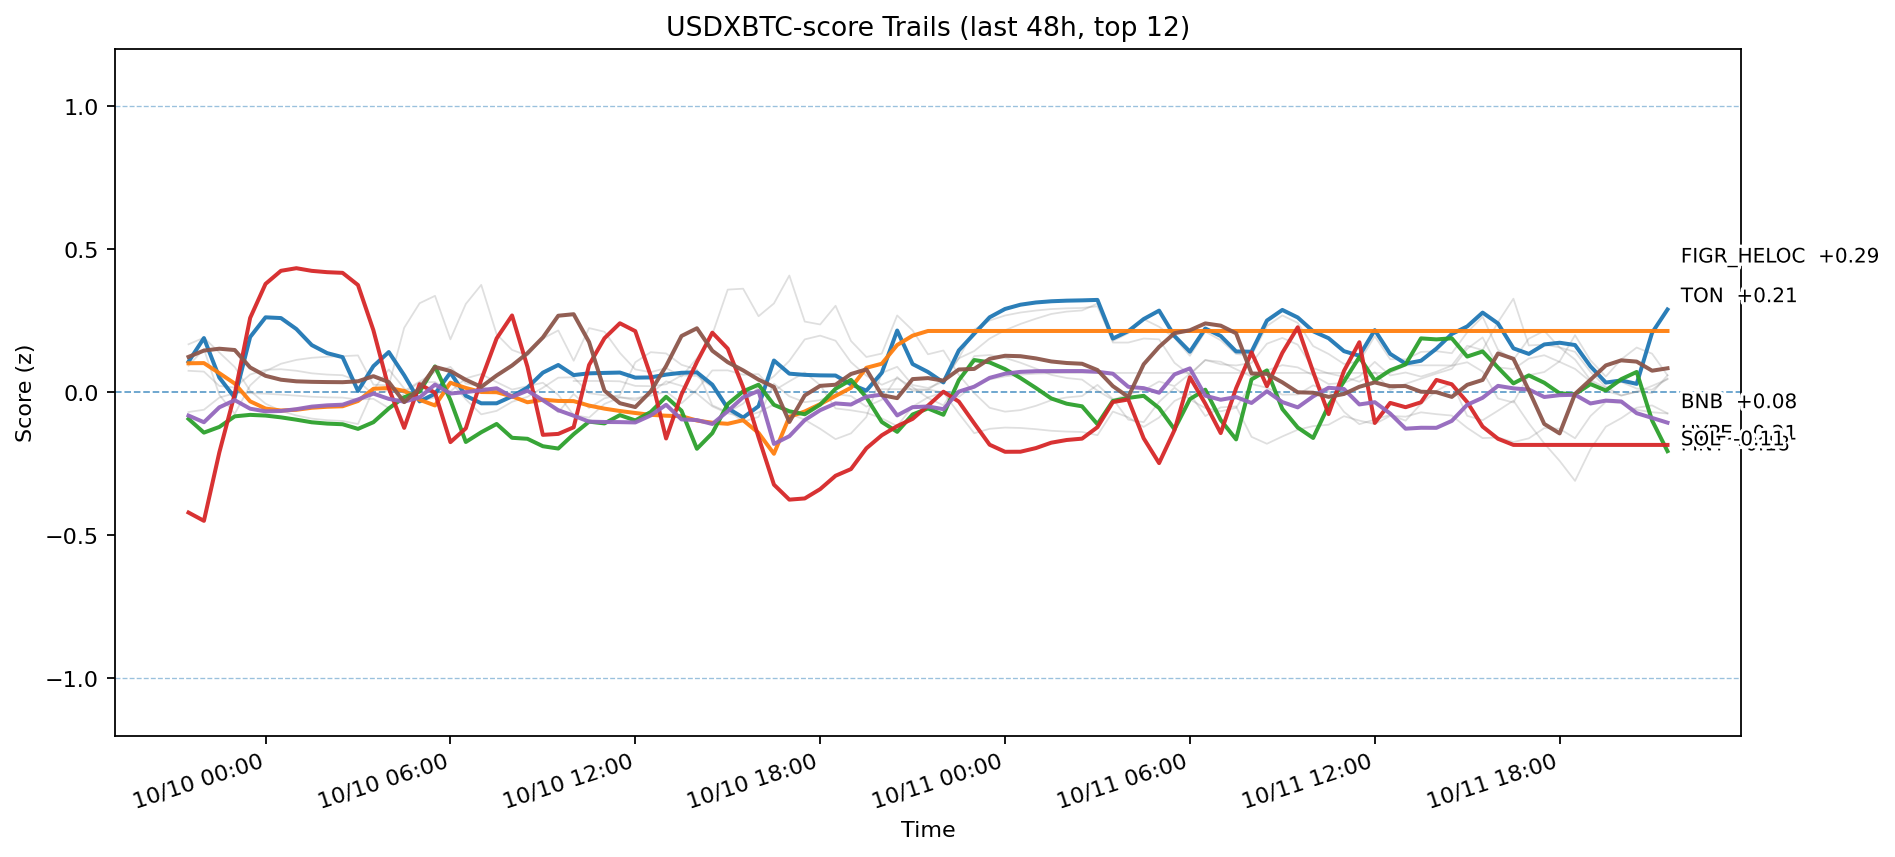 USDXBTC-score Trails (last 48h, top 12)
Score (z)
1.0
0.5
0.0
−0.5
−1.0
FIGR_HELOC +0.29
TON +0.21
BNB +0.08
SOL -0.11
10/10 00:00
10/10 06:00
10/10 12:00
10/10 18:00
10/11 00:00
10/11 06:00
10/11 12:00
10/11 18:00
Time